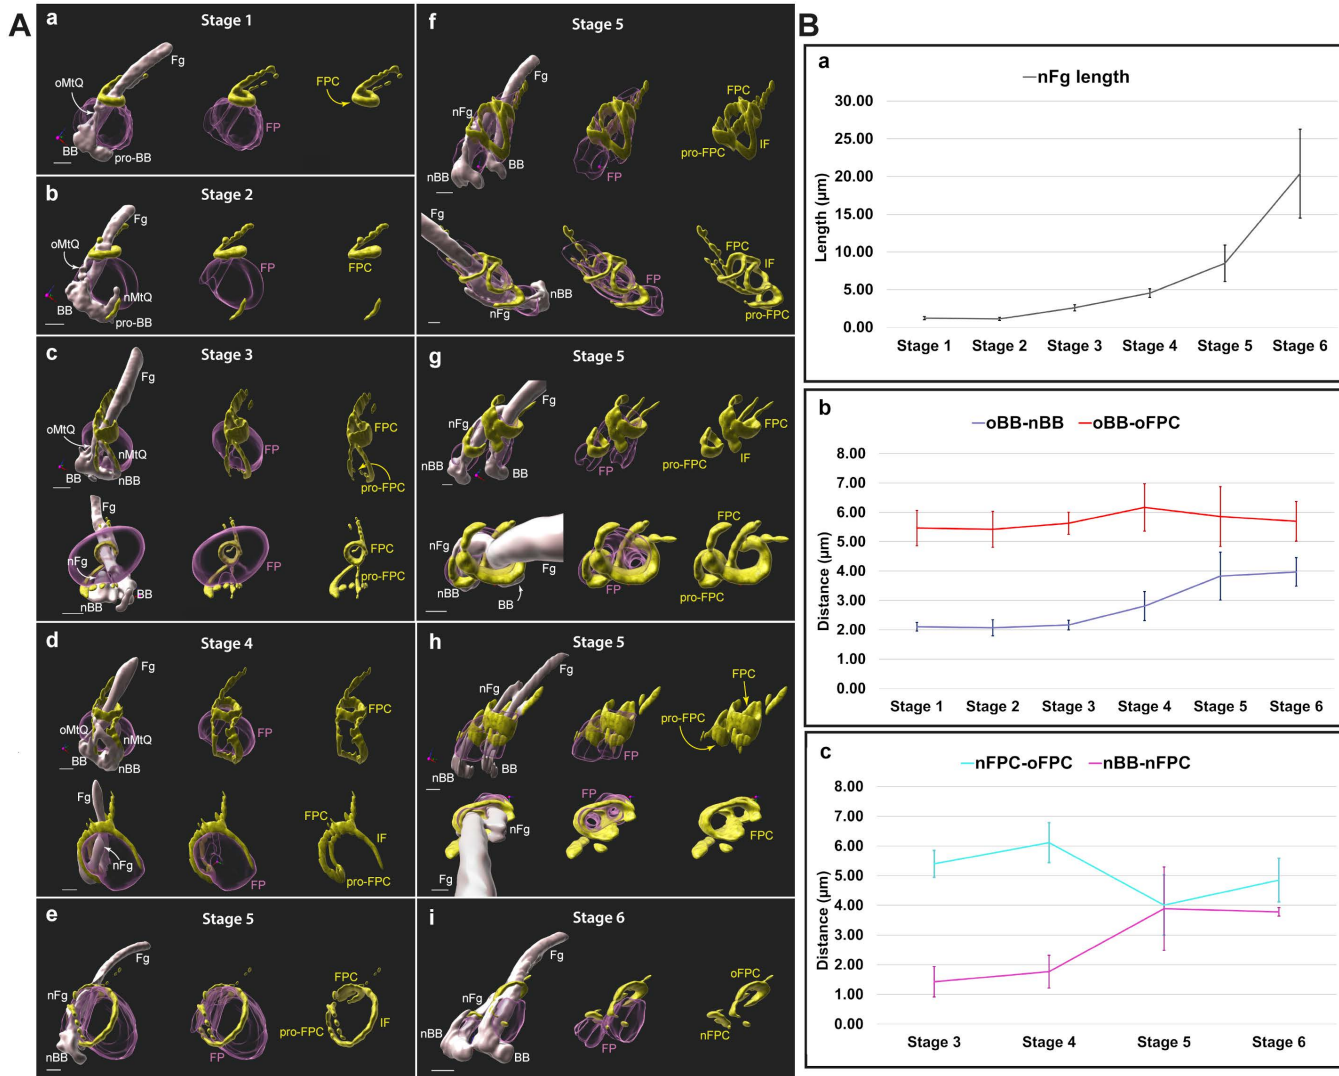 A
a
Stage 1
Fg
oMtQ
FPC
FP
BB
pro-BB
b
Stage 2
Fg
oMtQ
FP
FPC
nMtQ
BB
pro-BB
c
Stage 3
Fg
oMtQ
FPC
nMtQ
BB
nBB
pro-FPC
Fg
FPC
nFg
FP
pro-FPC
BB
nBB
d
Stage 4
Fg
FPC
oMtQ
nMtQ
FP
BB
nBB
Fg
FPC
IF
nFg
FP
pro-FPC
e
Stage 5
Fg
FPC
nFg
pro-FPC
IF
nBB
FP
f
Stage 5
Fg
FPC
nFg
pro-FPC
IF
BB
nBB
FP
Fg
FPC
IF
nBB
FP
nFg
pro-FPC
g
Stage 5
Fg
nFg
FPC
nBB
BB
FP
pro-FPC
IF
FPC
nFg
Fg
nBB
BB
FP
pro-FPC
h
Stage 5
nFg
Fg
FPC
pro-FPC
FP
nBB
BB
FP
nFg
FPC
Fg
i
Stage 6
Fg
oFPC
nFg
nBB
BB
FP
nFPC
B
a
nFg length
30.00
25.00
20.00
15.00
10.00
5.00
0.00
Length (µm)
Stage 1 Stage 2 Stage 3 Stage 4 Stage 5 Stage 6
b
oBB-nBB oBB-oFPC
8.00
7.00
6.00
5.00
4.00
3.00
2.00
1.00
0.00
Distance (µm)
Stage 1 Stage 2 Stage 3 Stage 4 Stage 5 Stage 6
c
nFPC-oFPC nBB-nFPC
8.00
7.00
6.00
5.00
4.00
3.00
2.00
1.00
0.00
Distance (µm)
Stage 3 Stage 4 Stage 5 Stage 6